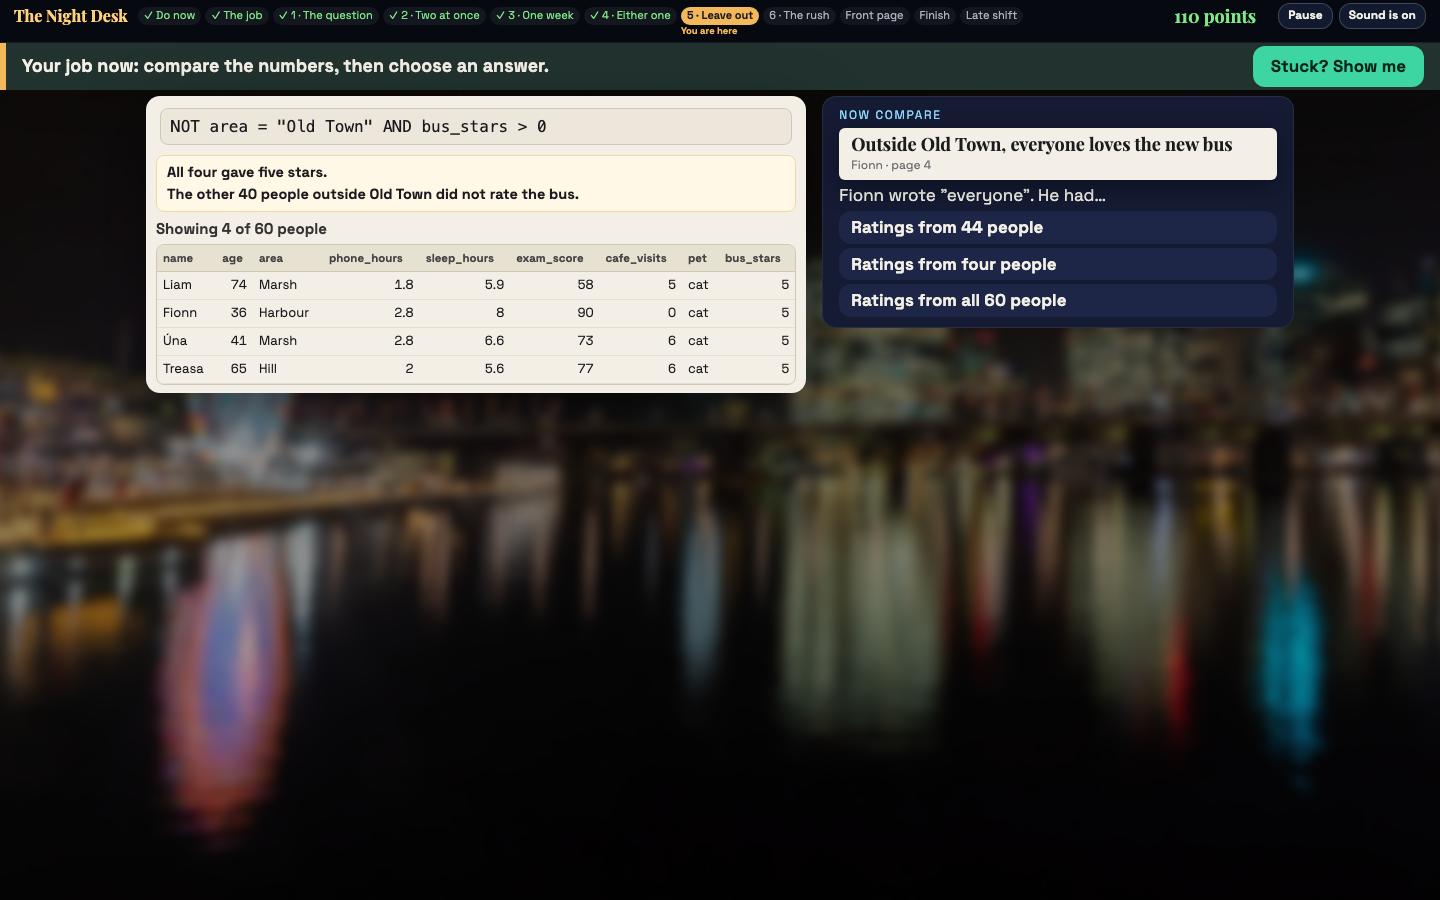 The Night Desk
✓ Do now
✓ The job
✓ 1 · The question
✓ 2 · Two at once
✓ 3 · One week
✓ 4 · Either one
5 · Leave out
6 · The rush
Front page
Finish
Late shift
You are here
110 points
Pause
Sound is on
Your job now: compare the numbers, then choose an answer.
Stuck? Show me
NOT area = "Old Town" AND bus_stars > 0
All four gave five stars.
The other 40 people outside Old Town did not rate the bus.
Showing 4 of 60 people
name age area phone_hours sleep_hours exam_score cafe_visits pet bus_stars
Liam 74 Marsh 1.8 5.9 58 5 cat 5
Fionn 36 Harbour 2.8 8 90 0 cat 5
Úna 41 Marsh 2.8 6.6 73 6 cat 5
Treasa 65 Hill 2 5.6 77 6 cat 5
NOW COMPARE
Outside Old Town, everyone loves the new bus
Fionn · page 4
Fionn wrote "everyone". He had...
Ratings from 44 people
Ratings from four people
Ratings from all 60 people